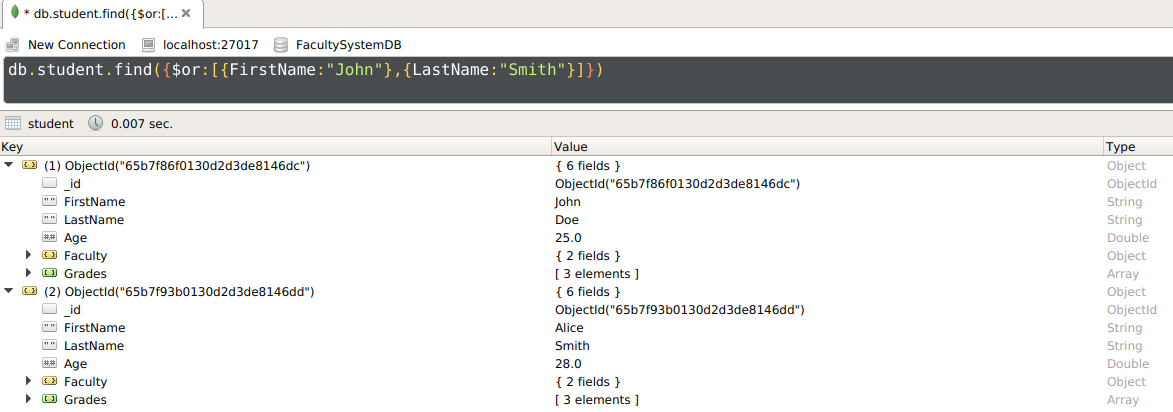 * db.student.find({$or:[...
New Connection localhost:27017 FacultySystemDB
db.student.find({$or:[{FirstName:"John"},{LastName:"Smith"}]})
student 0.007 sec.
Key Value Type
(1) ObjectId("65b7f86f0130d2d3de8146dc") { 6 fields } Object
_id ObjectId("65b7f86f0130d2d3de8146dc") ObjectId
" " FirstName John String
" " LastName Doe String
## Age 25.0 Double
{ } Faculty { 2 fields } Object
{ } Grades [ 3 elements ] Array
(2) ObjectId("65b7f93b0130d2d3de8146dd") { 6 fields } Object
_id ObjectId("65b7f93b0130d2d3de8146dd") ObjectId
" " FirstName Alice String
" " LastName Smith String
## Age 28.0 Double
{ } Faculty { 2 fields } Object
{ } Grades [ 3 elements ] Array